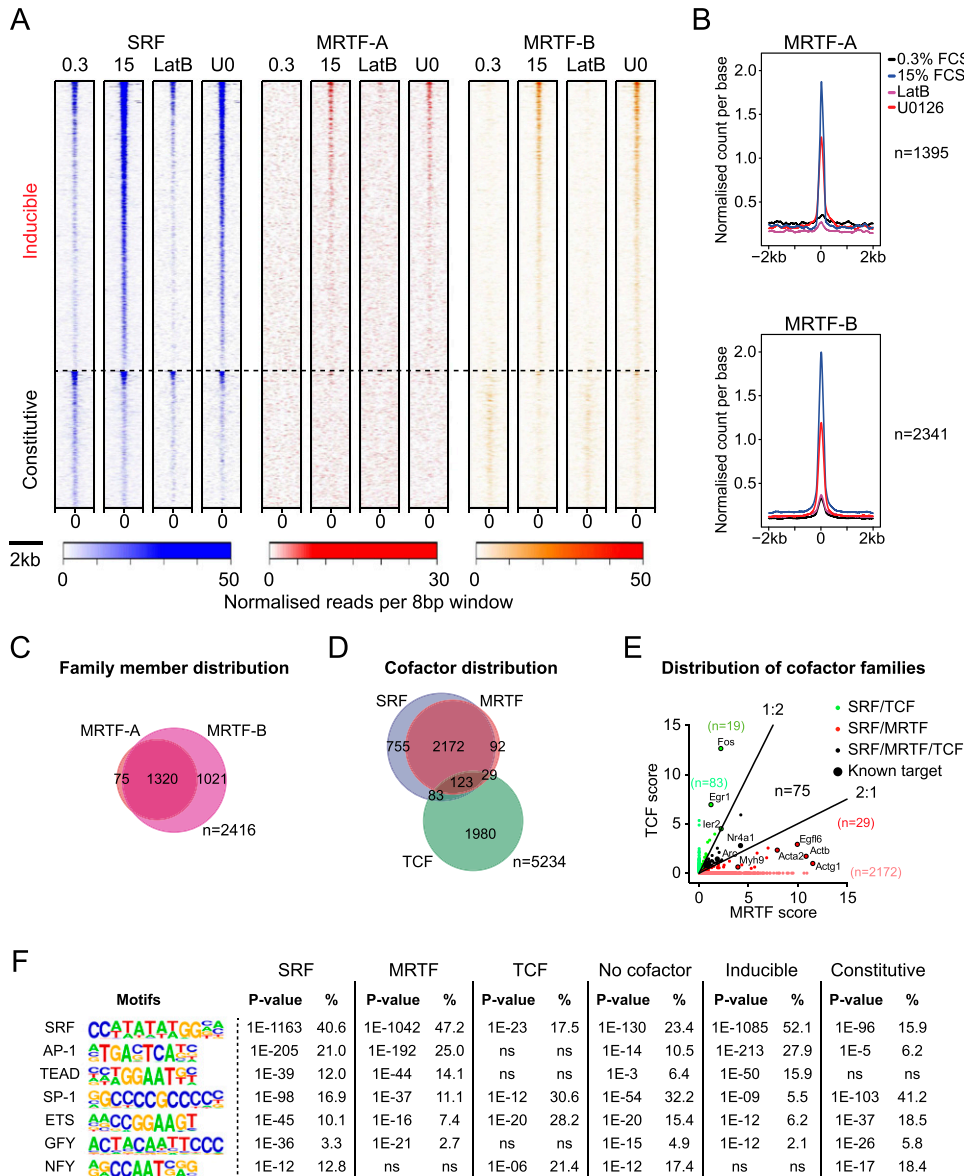 A
SRF MRTF-A MRTF-B
0.3 15 LatB U0 0.3 15 LatB U0 0.3 15 LatB U0
Inducible
Constitutive
0 0 0 0 0 0 0 0 0 0 0 0
2kb
0 50 0 30 0 50
Normalised reads per 8bp window
B
MRTF-A
Normalised count per base
2.0
1.5
1.0
0.5
−2kb 0 2kb
0.3% FCS
15% FCS
LatB
U0126
n=1395
MRTF-B
Normalised count per base
2.0
1.5
1.0
0.5
−2kb 0 2kb
n=2341
C
Family member distribution
MRTF-A MRTF-B
75 1320 1021
n=2416
D
Cofactor distribution
SRF MRTF
755 2172 92
123 29
83
1980
TCF n=5234
E
Distribution of cofactor families
1:2
2:1
SRF/TCF
SRF/MRTF
SRF/MRTF/TCF
Known target
TCF score
15
10
5
0
0 5 10 15
MRTF score
(n=19)
Fos
(n=83)
Egr1
n=75
Ier2
Nr4a1
(n=29)
Egfl6
Arc
Acta2
Actb
Myh9
Actg1
(n=2172)
F
SRF MRTF TCF No cofactor Inducible Constitutive
Motifs P-value % P-value % P-value % P-value % P-value % P-value %
SRF CCATATATGGCA 1E-1163 40.6 1E-1042 47.2 1E-23 17.5 1E-130 23.4 1E-1085 52.1 1E-96 15.9
AP-1 ATGACTCAT 1E-205 21.0 1E-192 25.0 ns ns 1E-14 10.5 1E-213 27.9 1E-5 6.2
TEAD CCTGGAATGT 1E-39 12.0 1E-44 14.1 ns ns 1E-3 6.4 1E-50 15.9 ns ns
SP-1 GGCCCCGCCCCC 1E-98 16.9 1E-37 11.1 1E-12 30.6 1E-54 32.2 1E-09 5.5 1E-103 41.2
ETS AACCGGAAGT 1E-45 10.1 1E-16 7.4 1E-20 28.2 1E-20 15.4 1E-12 6.2 1E-37 18.5
GFY ACTACAATTCCC 1E-36 3.3 1E-21 2.7 ns ns 1E-15 4.9 1E-12 2.1 1E-26 5.8
NFY AGCCAATCGG 1E-12 12.8 ns ns 1E-06 21.4 1E-12 17.4 ns ns 1E-17 18.4